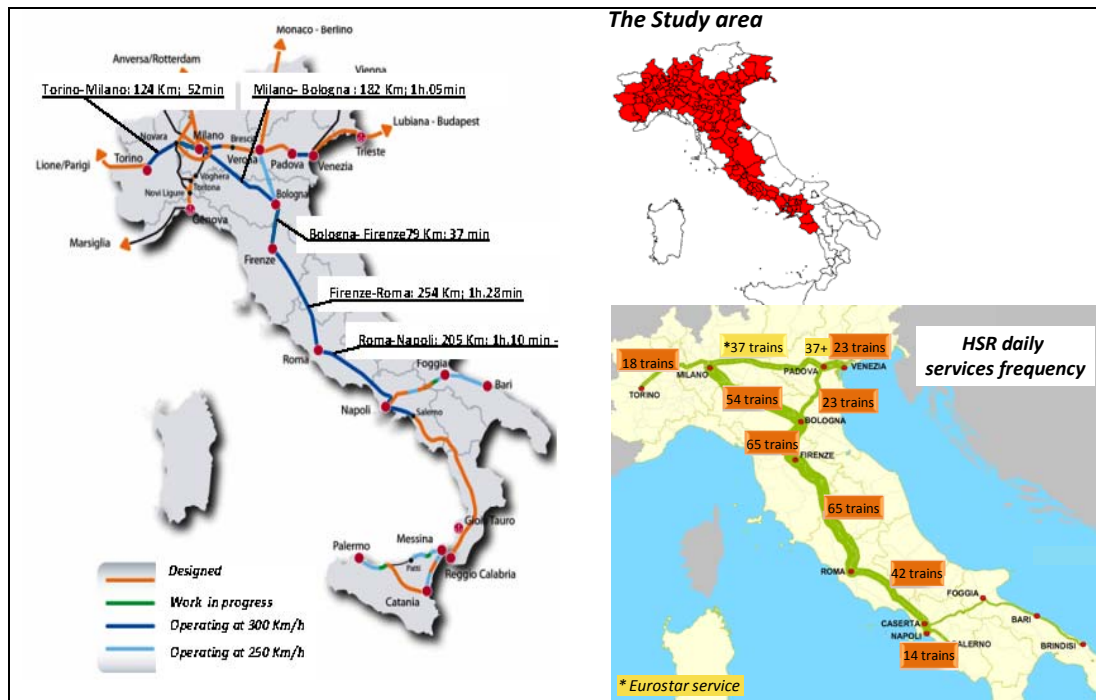 Monaco - Berlino
Anversa/Rotterdam
Vienna
Torino-Milano: 124 Km; 52min
Milano- Bologna : 182 Km; 1h.05min
Lubiana - Budapest
Novara
Milano
Brescia
Verona
Padova
Venezia
Trieste
Lione/Parigi
Torino
Voghera
Tortona
Novi Ligure
Bologna
Genova
Marsiglia
Bologna- Firenze79 Km; 37 min
Firenze
Firenze-Roma: 254 Km; 1h.28min
Roma-Napoli: 205 Km; 1h.10 min -
Roma
Foggia
Bari
Napoli
Salerno
Gioia Tauro
Messina
Palermo
Patti
Reggio Calabria
Catania
Designed
Work in progress
Operating at 300 Km/h
Operating at 250 Km/h
The Study area
HSR daily
services frequency
*37 trains
37+
23 trains
18 trains
MILANO
PADOVA
VENEZIA
TORINO
54 trains
23 trains
BOLOGNA
65 trains
FIRENZE
65 trains
ROMA
42 trains
FOGGIA
CASERTA
BARI
NAPOLI
SALERNO
BRINDISI
14 trains
* Eurostar service